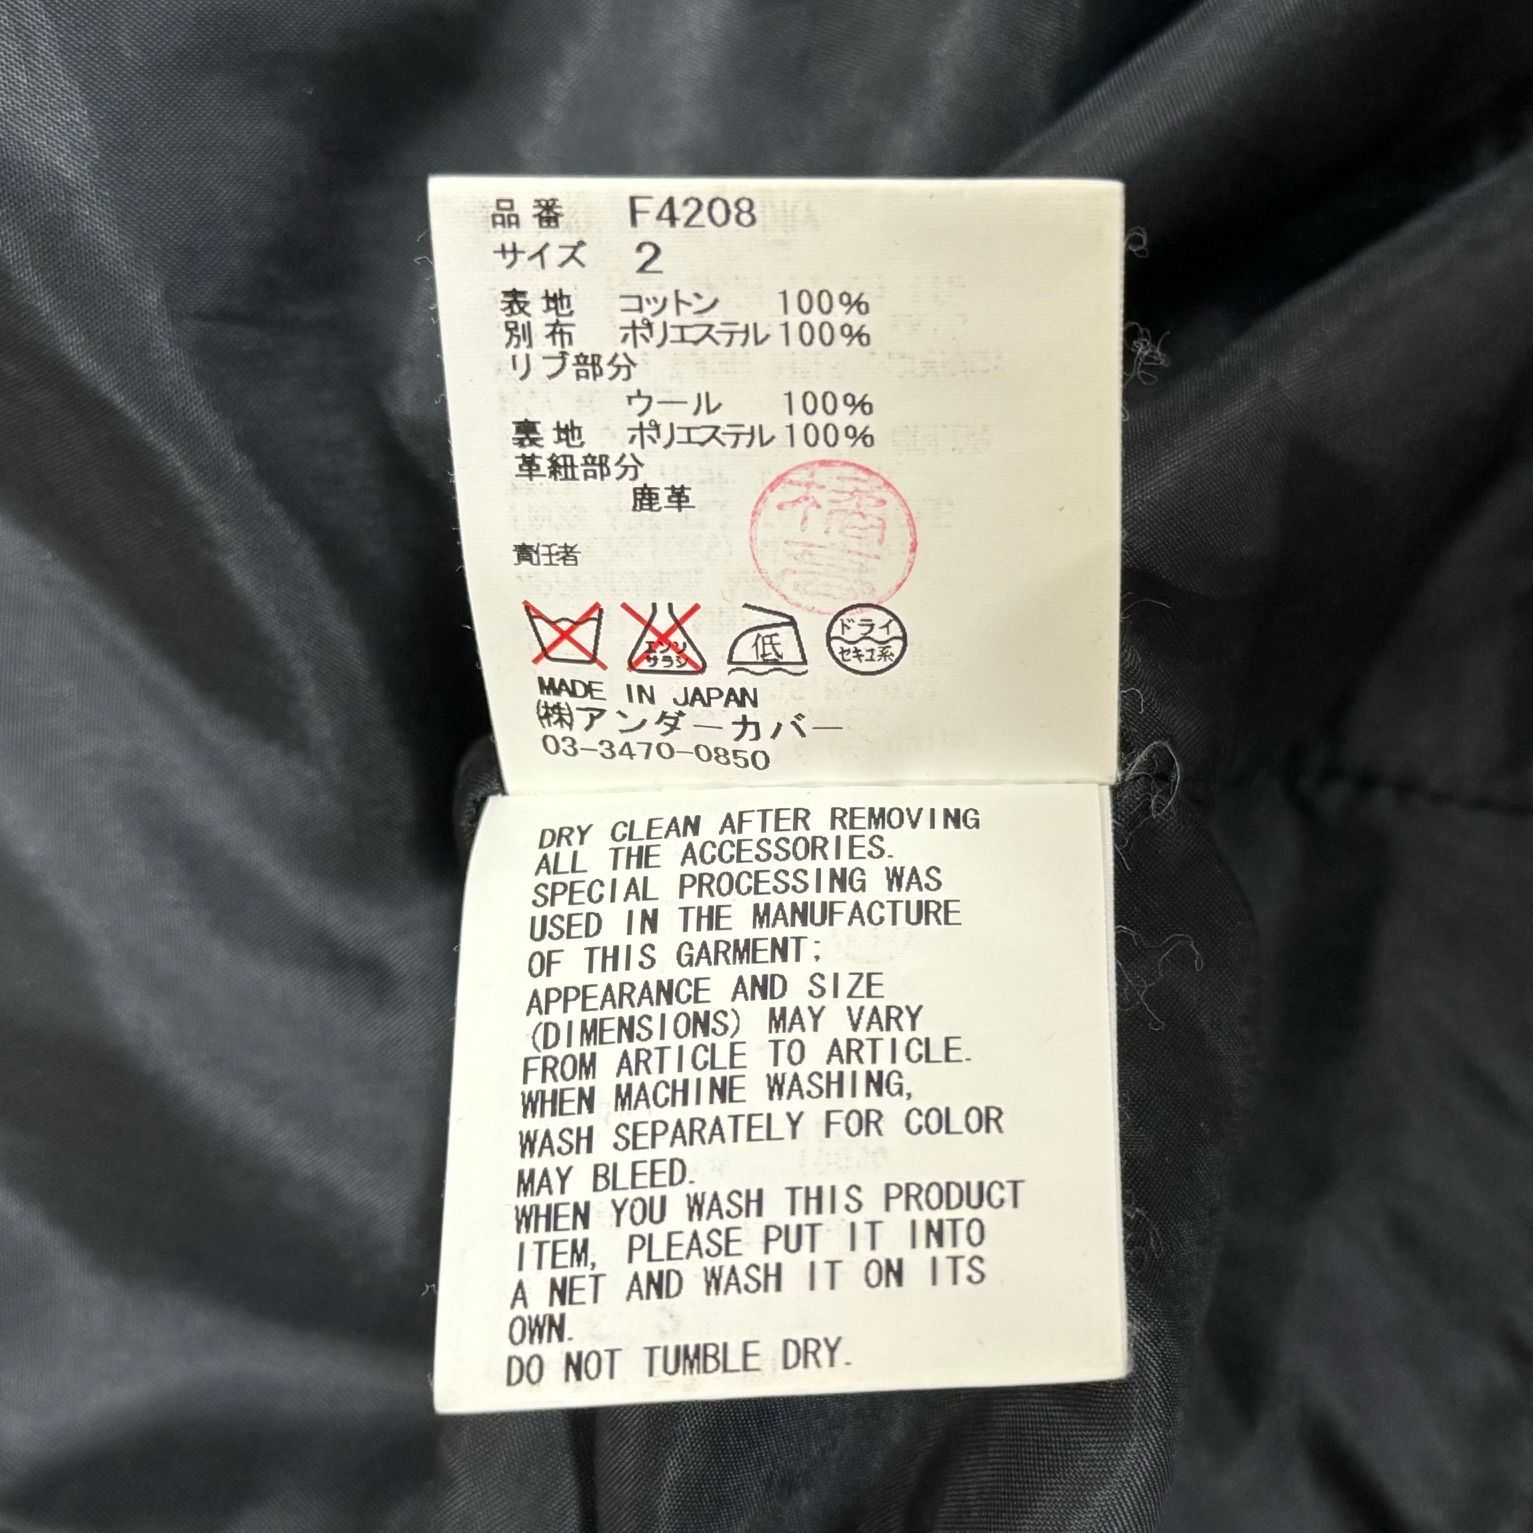 品番 F4208
サイズ 2
表地 コットン 100%
別布 ポリエステル 100%
リブ部分
ウール 100%
裏地 ポリエステル 100%
革紐部分
鹿革
責任者
エンソ
サラシ
低
ドライ
セキユ系
MADE IN JAPAN
(株)アンダーカバー
03-3470-0850
DRY CLEAN AFTER REMOVING
ALL THE ACCESSORIES.
SPECIAL PROCESSING WAS
USED IN THE MANUFACTURE
OF THIS GARMENT;
APPEARANCE AND SIZE
(DIMENSIONS) MAY VARY
FROM ARTICLE TO ARTICLE.
WHEN MACHINE WASHING,
WASH SEPARATELY FOR COLOR
MAY BLEED.
WHEN YOU WASH THIS PRODUCT
ITEM, PLEASE PUT IT INTO
A NET AND WASH IT ON ITS
OWN.
DO NOT TUMBLE DRY.